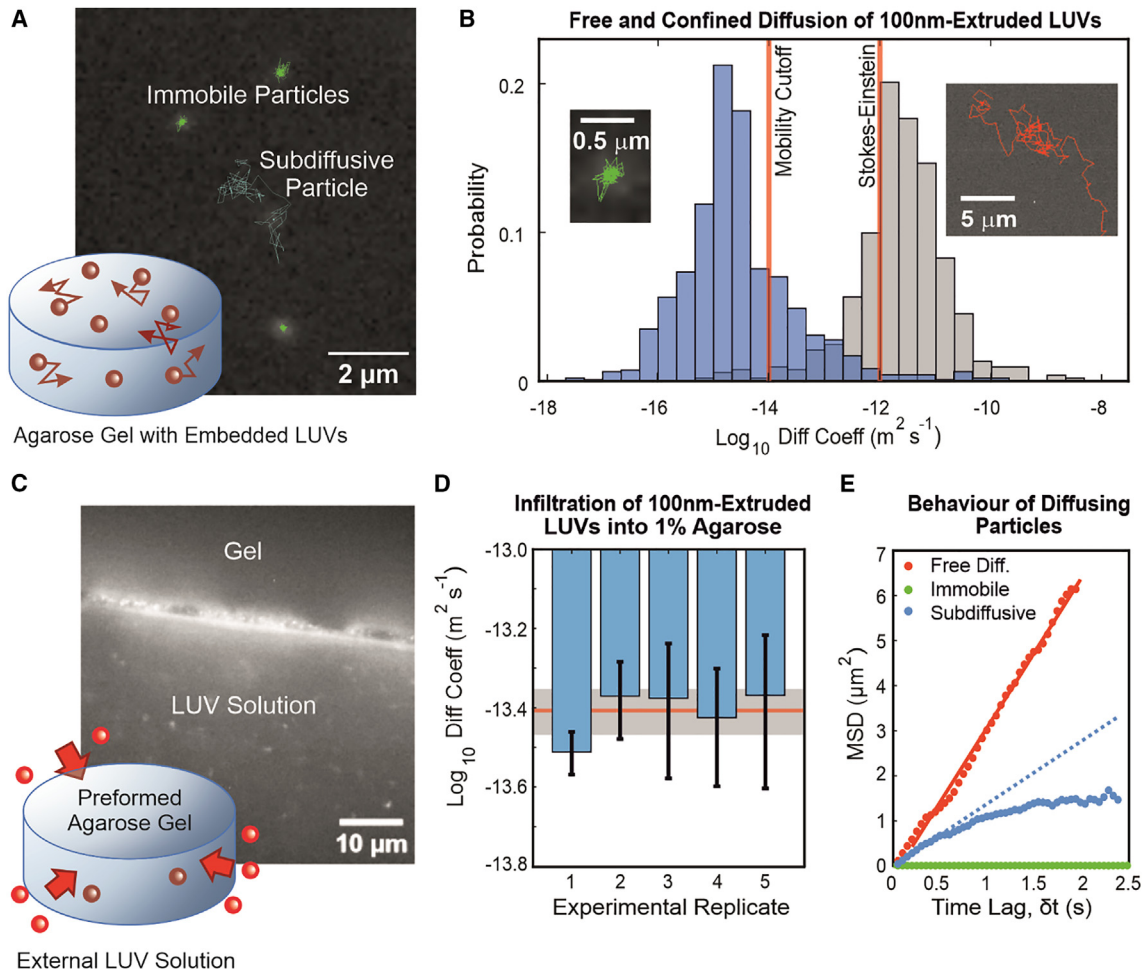 A
Immobile Particles
Subdiffusive
Particle
2 μm
Agarose Gel with Embedded LUVs
B
Free and Confined Diffusion of 100nm-Extruded LUVs
Probability
0.2
0.1
0
0.5 μm
Mobility Cutoff
Stokes-Einstein
5 μm
-18
-16
-14
-12
-10
-8
Log10 Diff Coeff (m2 s-1)
C
Gel
LUV Solution
Preformed
Agarose Gel
10 μm
External LUV Solution
D
Infiltration of 100nm-Extruded
LUVs into 1% Agarose
Log10 Diff Coeff (m2 s-1)
-13.0
-13.2
-13.4
-13.6
-13.8
1 2 3 4 5
Experimental Replicate
E
Behaviour of Diffusing
Particles
MSD (μm2)
7
6
5
4
3
2
1
0
Free Diff.
Immobile
Subdiffusive
0 0.5 1 1.5 2 2.5
Time Lag, δt (s)